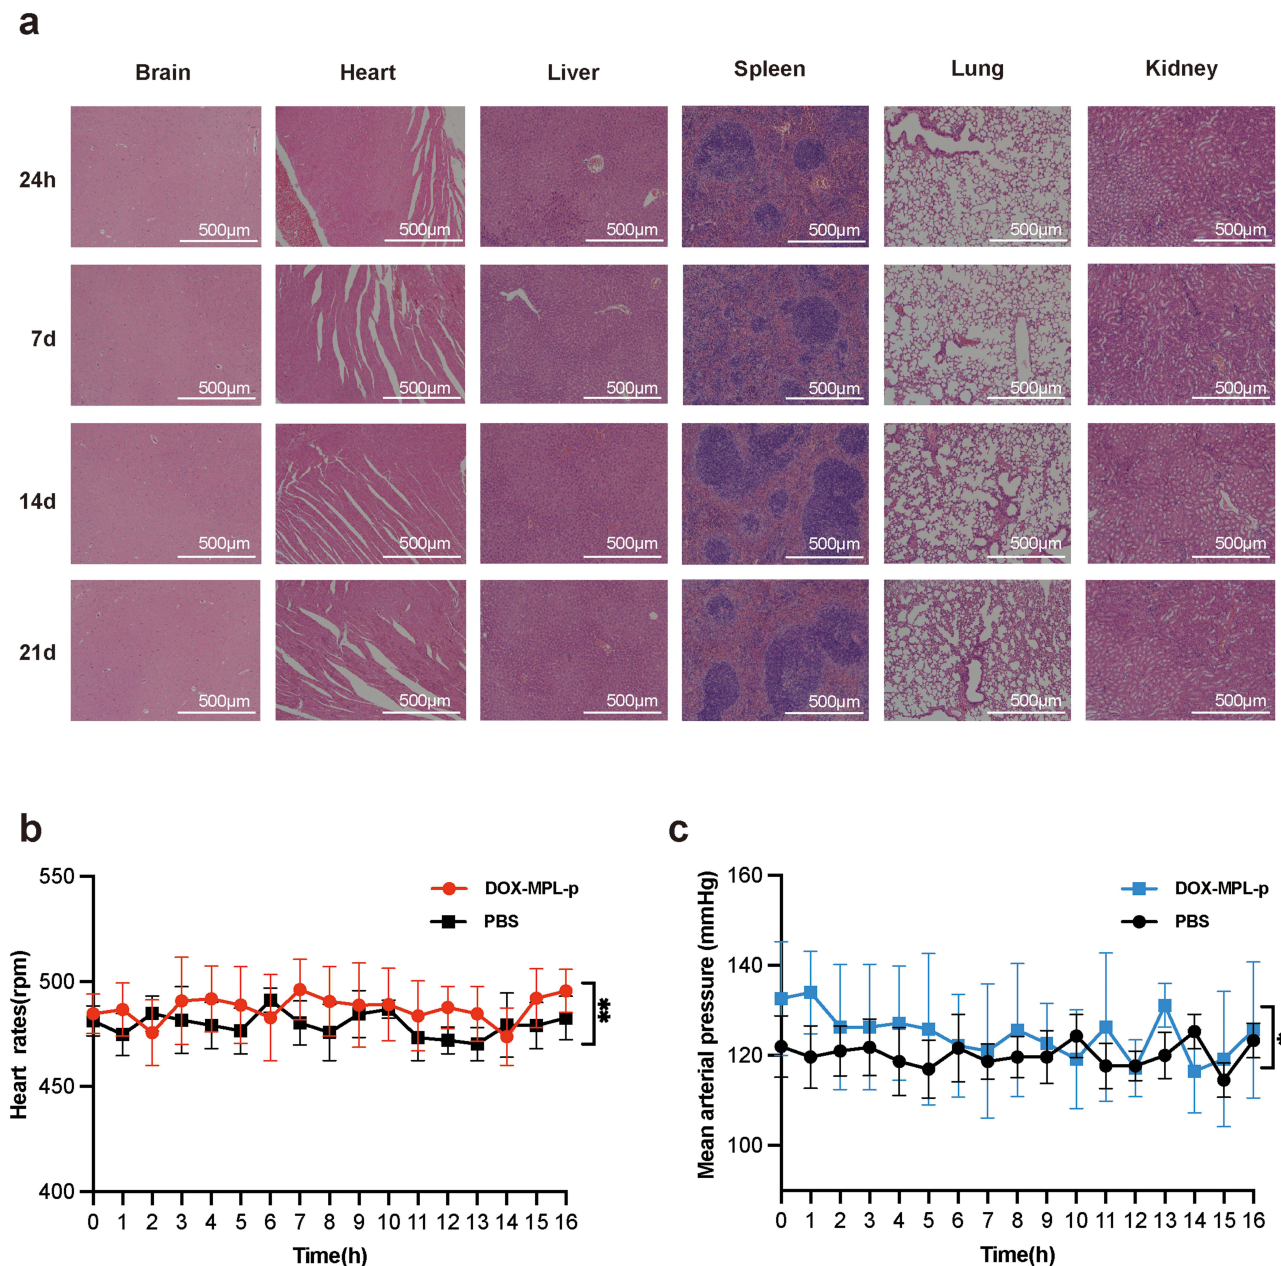 a
Brain Heart Liver Spleen Lung Kidney
24h 500μm 500μm 500μm 500μm 500μm 500μm
7d 500μm 500μm 500μm 500μm 500μm 500μm
14d 500μm 500μm 500μm 500μm 500μm 500μm
21d 500μm 500μm 500μm 500μm 500μm 500μm
b
Heart rates(rpm)
550
500
450
400
DOX-MPL-p
PBS
**
0 1 2 3 4 5 6 7 8 9 10 11 12 13 14 15 16
Time(h)
c
Mean arterial pressure (mmHg)
160
140
120
100
DOX-MPL-p
PBS
*
0 1 2 3 4 5 6 7 8 9 10 11 12 13 14 15 16
Time(h)